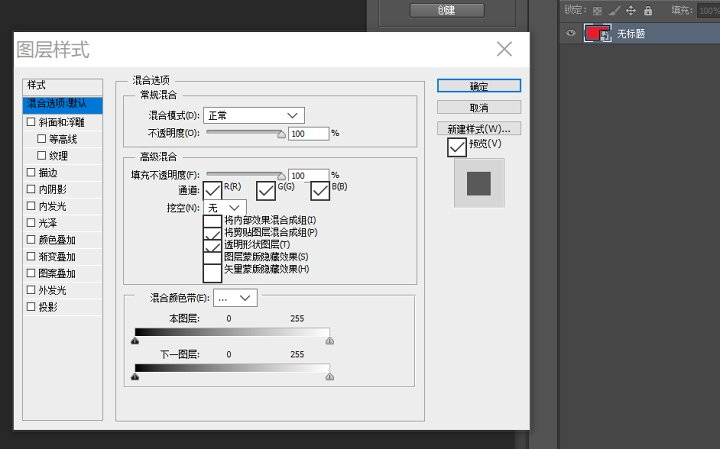 创建
锁定:
填充: 100%
无标题
图层样式
样式
混合选项:默认
斜面和浮雕
等高线
纹理
描边
内阴影
内发光
光泽
颜色叠加
渐变叠加
图案叠加
外发光
投影
混合选项
常规混合
混合模式(D): 正常
不透明度(O): 100 %
高级混合
填充不透明度(F): 100 %
通道: R(R) G(G) B(B)
挖空(N): 无
将内部效果混合成组(I)
将剪贴图层混合成组(P)
透明形状图层(T)
图层蒙版隐藏效果(S)
矢量蒙版隐藏效果(H)
混合颜色带(E): ...
本图层: 0 255
下一图层: 0 255
确定
取消
新建样式(W)...
预览(V)